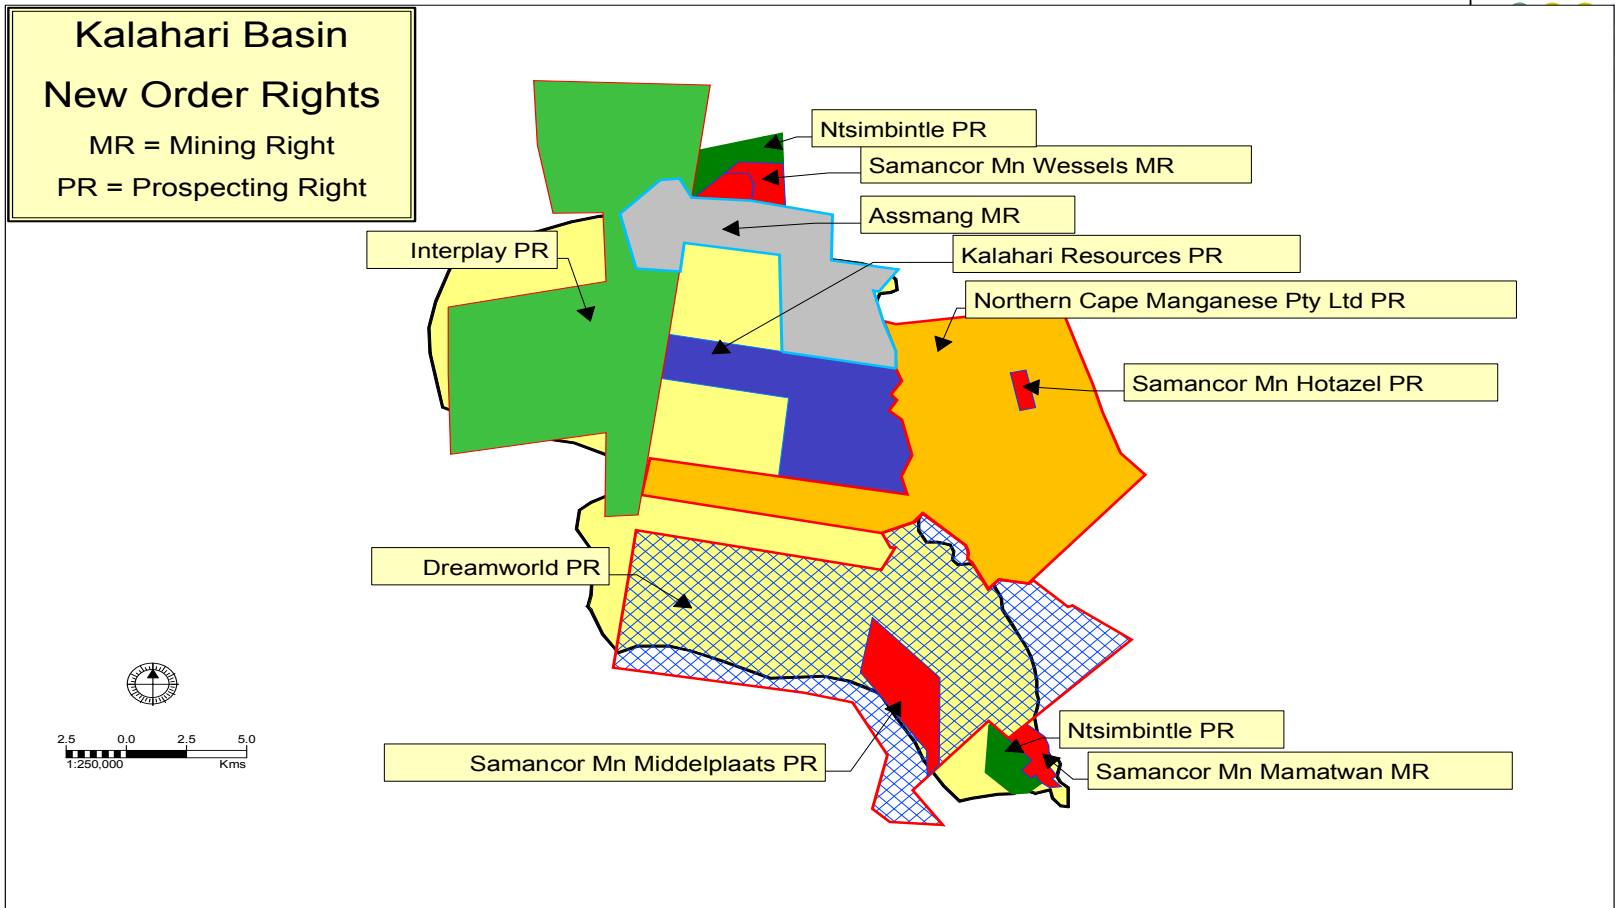 Kalahari Basin
New Order Rights
MR = Mining Right
PR = Prospecting Right
Ntsimbintle PR
Samancor Mn Wessels MR
Assmang MR
Interplay PR
Kalahari Resources PR
Northern Cape Manganese Pty Ltd PR
Samancor Mn Hotazel PR
Dreamworld PR
Ntsimbintle PR
Samancor Mn Middelplaats PR
Samancor Mn Mamatwan MR
2.5 0.0 2.5 5.0
1:250,000 Kms